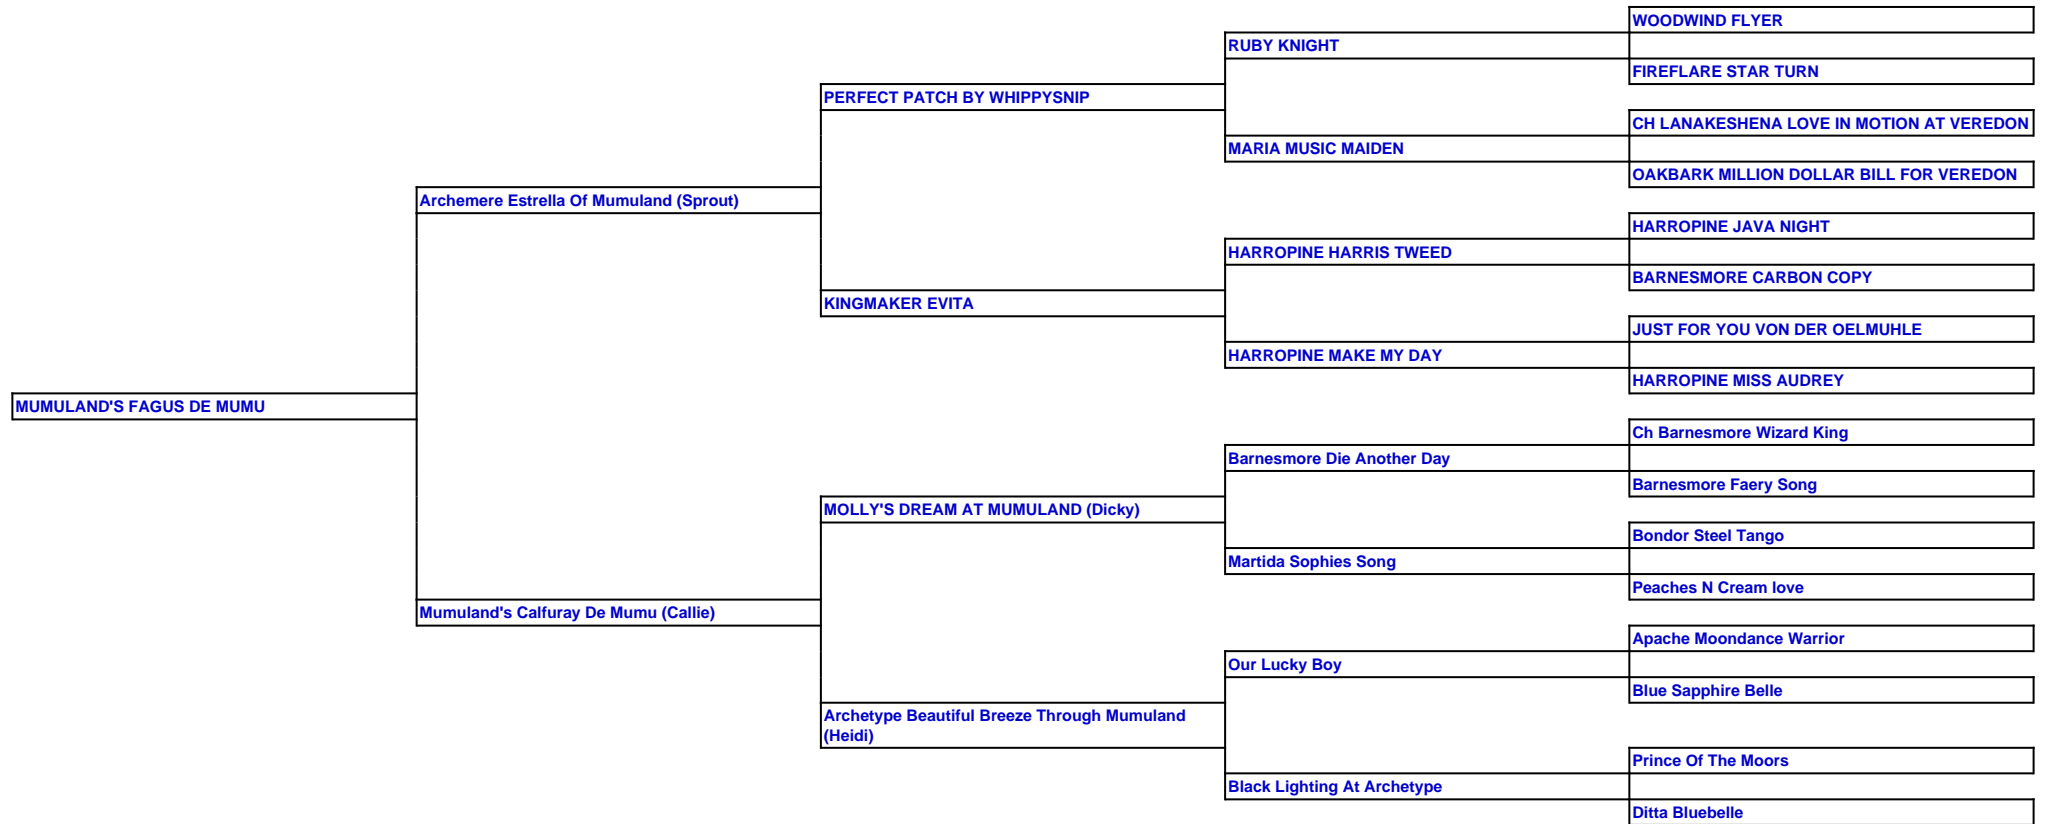 WOODWIND FLYER
RUBY KNIGHT
FIREFLARE STAR TURN
PERFECT PATCH BY WHIPPYSNIP
CH LANAKESHENA LOVE IN MOTION AT VEREDON
MARIA MUSIC MAIDEN
OAKBARK MILLION DOLLAR BILL FOR VEREDON
Archemere Estrella Of Mumuland (Sprout)
HARROPINE JAVA NIGHT
HARROPINE HARRIS TWEED
BARNESMORE CARBON COPY
KINGMAKER EVITA
JUST FOR YOU VON DER OELMUHLE
HARROPINE MAKE MY DAY
HARROPINE MISS AUDREY
MUMULAND'S FAGUS DE MUMU
Ch Barnesmore Wizard King
Barnesmore Die Another Day
Barnesmore Faery Song
MOLLY'S DREAM AT MUMULAND (Dicky)
Bondor Steel Tango
Martida Sophies Song
Peaches N Cream love
Mumuland's Calfuray De Mumu (Callie)
Apache Moondance Warrior
Our Lucky Boy
Blue Sapphire Belle
Archetype Beautiful Breeze Through Mumuland
(Heidi)
Prince Of The Moors
Black Lighting At Archetype
Ditta Bluebelle